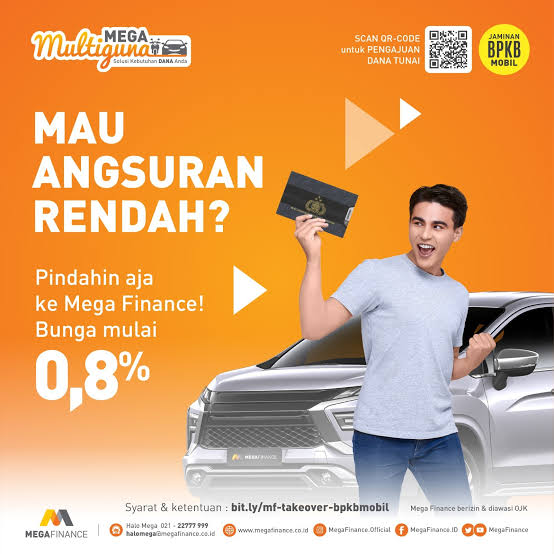 MEGA
Multiguna
Solusi Kebutuhan DANA Anda
SCAN QR-CODE
untuk PENGAJUAN
DANA TUNAI
JAMINAN
BPKB
MOBIL
MAU
ANGSURAN
RENDAH?
Pindahin aja
ke Mega Finance!
Bunga mulai
0,8%
MEGAFINANCE
Syarat & ketentuan : bit.ly/mf-takeover-bpkbmobil
Mega Finance berizin & diawasi OJK
MEGAFINANCE
Halo Mega 021 - 22777 999
halomega@megafinance.co.id
www.megafinance.co.id
MegaFinance.Official
MegaFinance.ID
MegaFinance